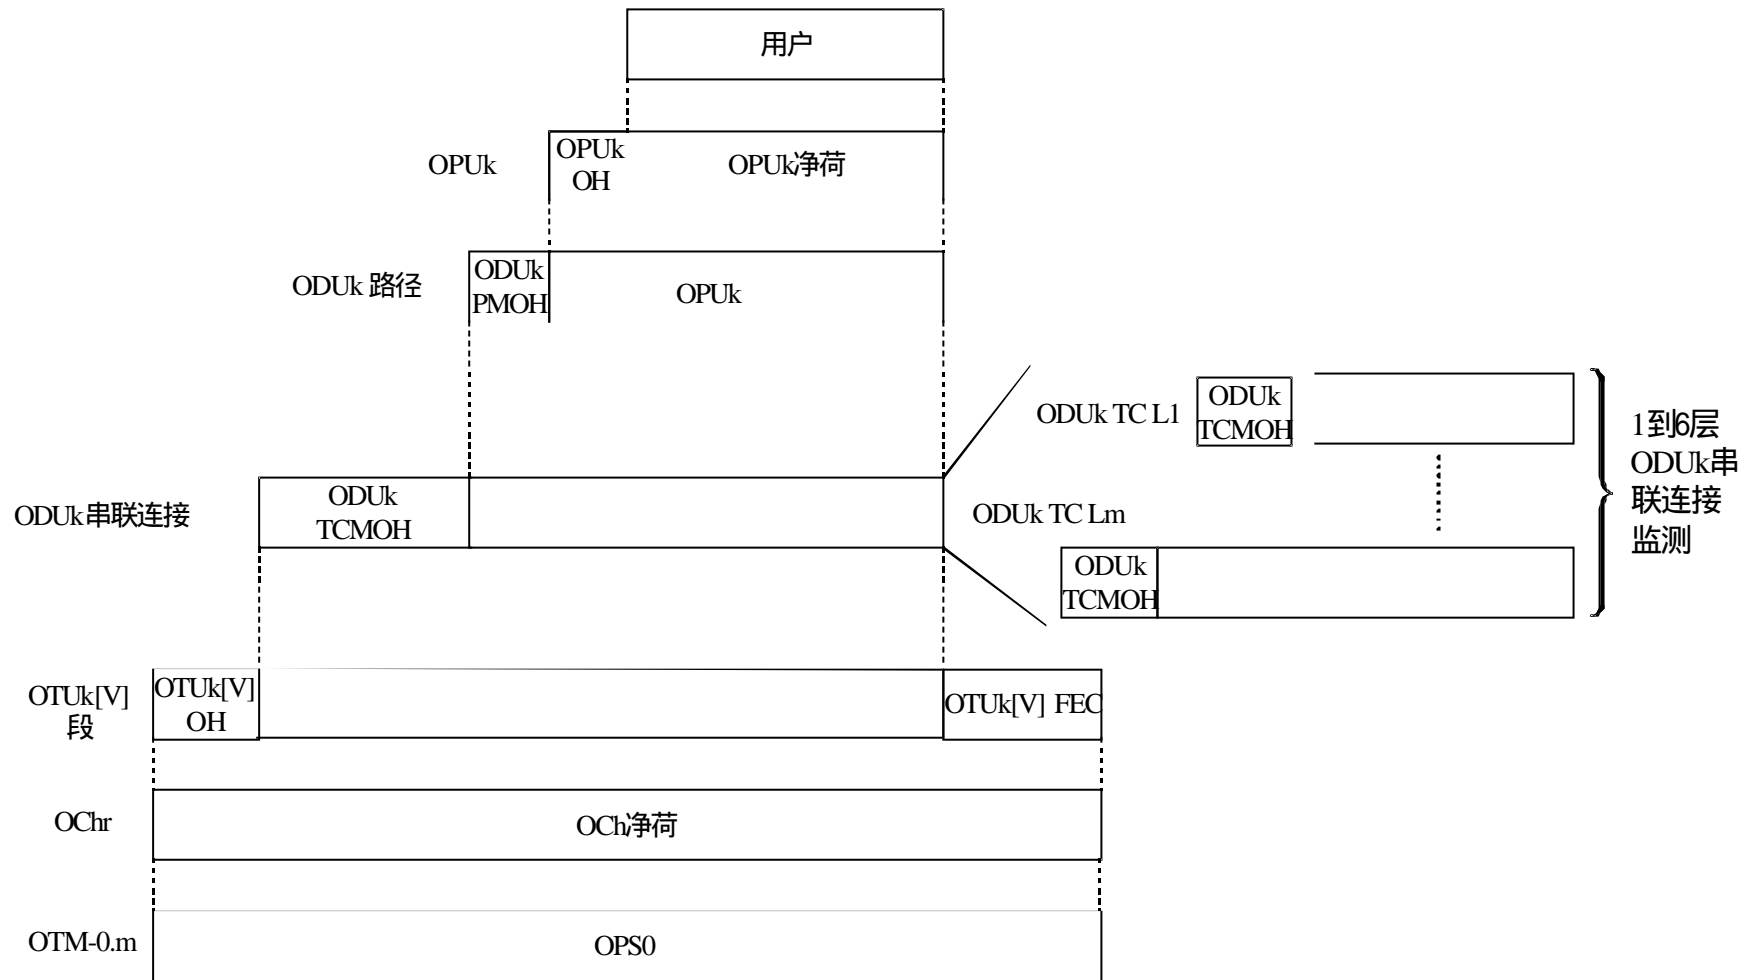 用户
OPUk
OPUk
OH
OPUk净荷
ODUk 路径
ODUk
PMOH
OPUk
ODUk TC L1
ODUk
TCMOH
1到6层
ODUk串
联连接
监测
ODUk串联连接
ODUk
TCMOH
ODUk TC Lm
ODUk
TCMOH
OTUk[V]
段
OTUk[V]
OH
OTUk[V] FEC
OChr
OCh净荷
OTM-0.m
OPS0